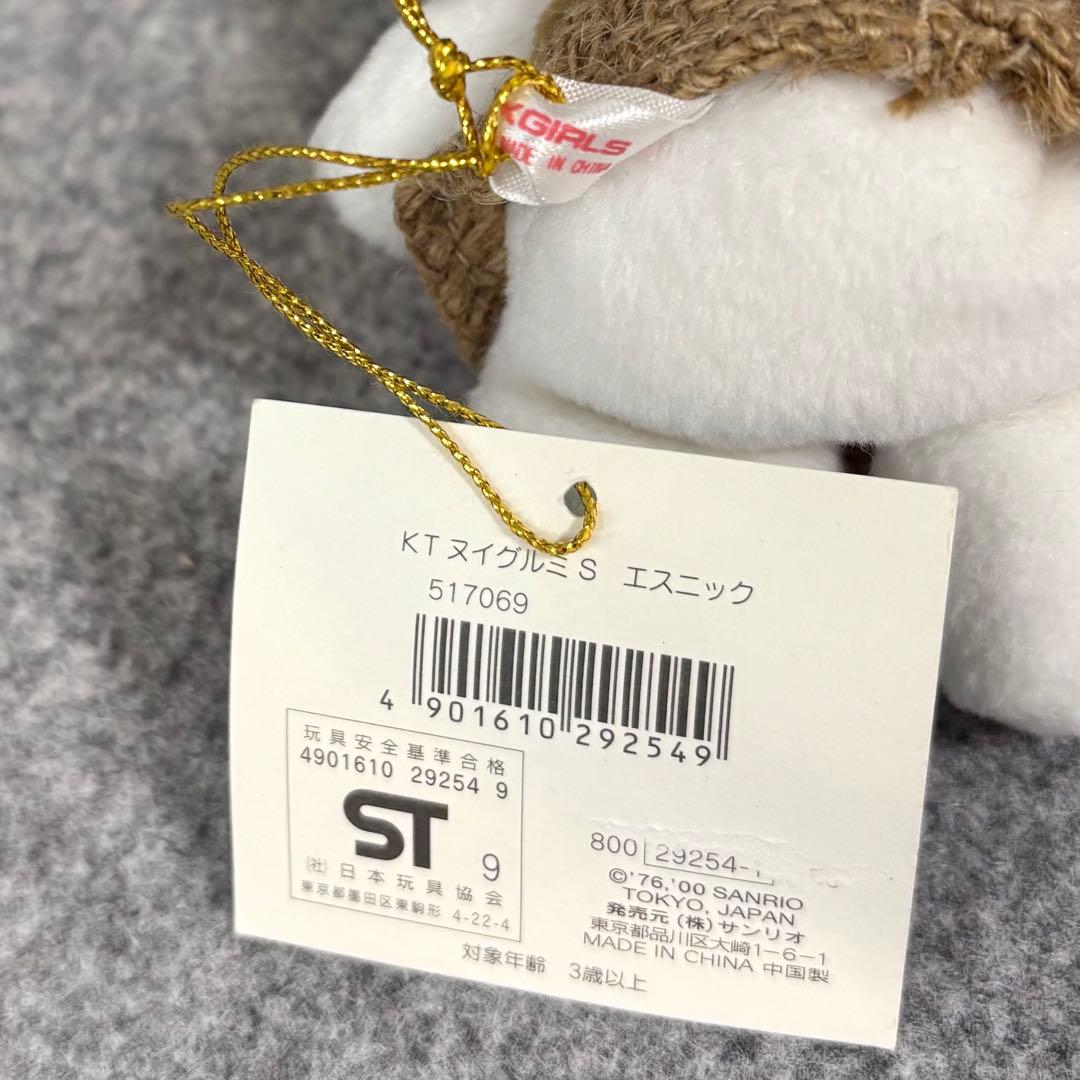 KGIRLS
MADE IN CHINA
KT ヌイグルミ S エスニック
517069
4 901610 292549
玩具安全基準合格
4901610 29254 9
ST 9
(社) 日本玩具協会
東京都墨田区東駒形 4-22-4
対象年齢 3歳以上
800 29254-
©'76,'00 SANRIO
TOKYO, JAPAN
発売元 (株) サンリオ
東京都品川区大崎1-6-1
MADE IN CHINA 中国製